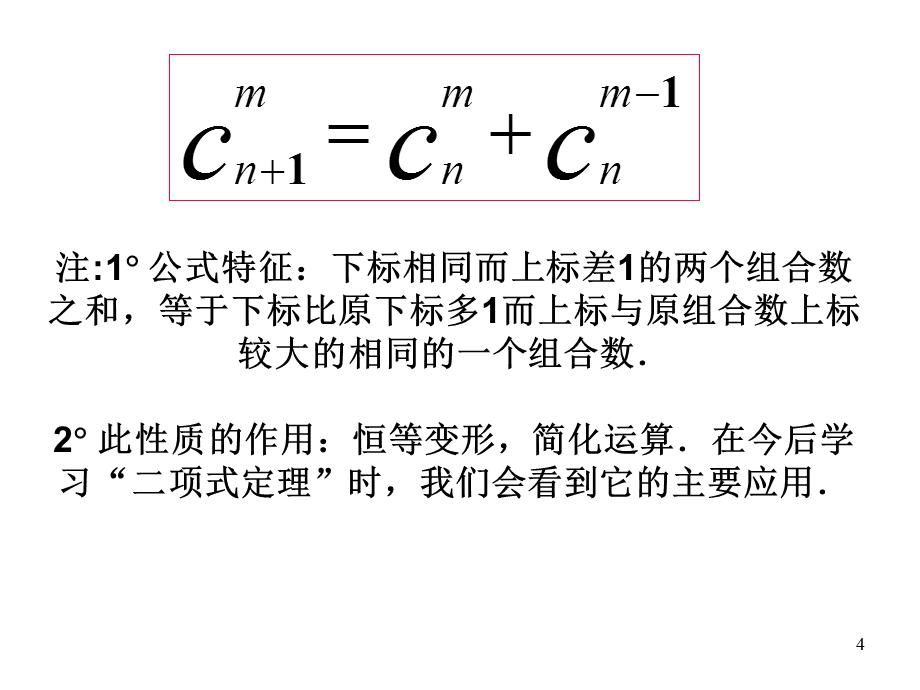 C_{n+1}^{m} = C_{n}^{m} + C_{n}^{m-1}
注:1° 公式特征：下标相同而上标差1的两个组合数
之和，等于下标比原下标多1而上标与原组合数上标
较大的相同的一个组合数．
2° 此性质的作用：恒等变形，简化运算．在今后学
习“二项式定理”时，我们会看到它的主要应用．
4